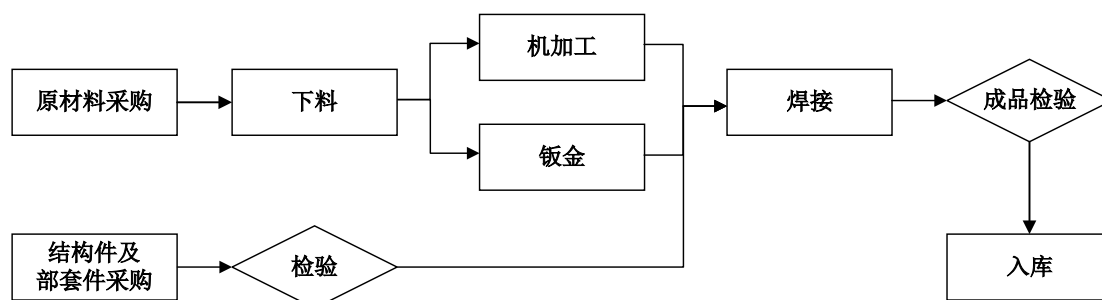 机加工
原材料采购
下料
焊接
成品检验
钣金
结构件及
部套件采购
检验
入库